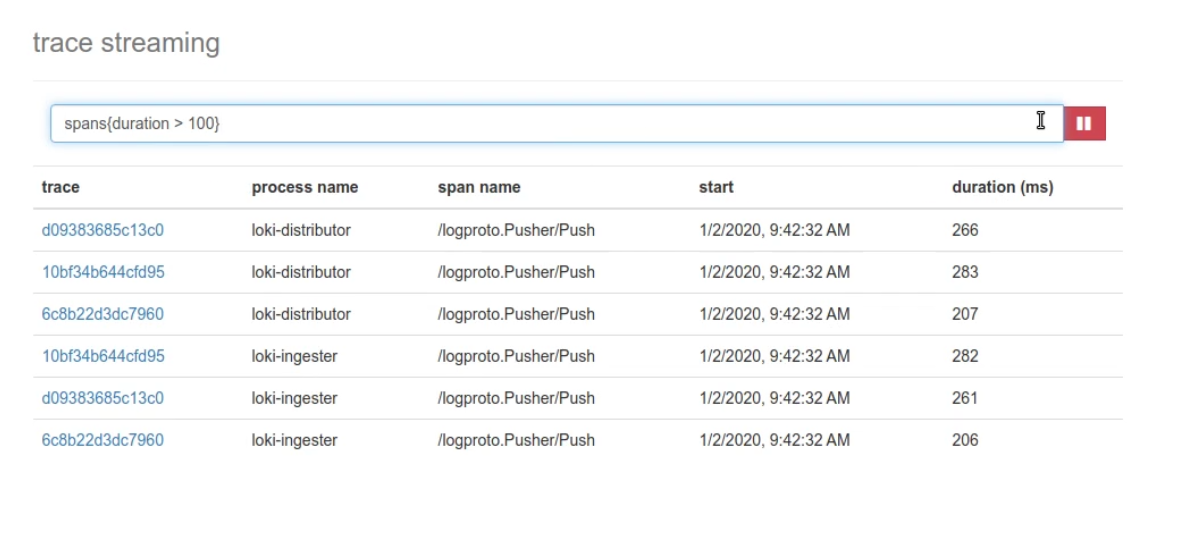 trace streaming
spans{duration > 100}
trace process name span name start duration (ms)
d09383685c13c0 loki-distributor /logproto.Pusher/Push 1/2/2020, 9:42:32 AM 266
10bf34b644cfd95 loki-distributor /logproto.Pusher/Push 1/2/2020, 9:42:32 AM 283
6c8b22d3dc7960 loki-distributor /logproto.Pusher/Push 1/2/2020, 9:42:32 AM 207
10bf34b644cfd95 loki-ingester /logproto.Pusher/Push 1/2/2020, 9:42:32 AM 282
d09383685c13c0 loki-ingester /logproto.Pusher/Push 1/2/2020, 9:42:32 AM 261
6c8b22d3dc7960 loki-ingester /logproto.Pusher/Push 1/2/2020, 9:42:32 AM 206